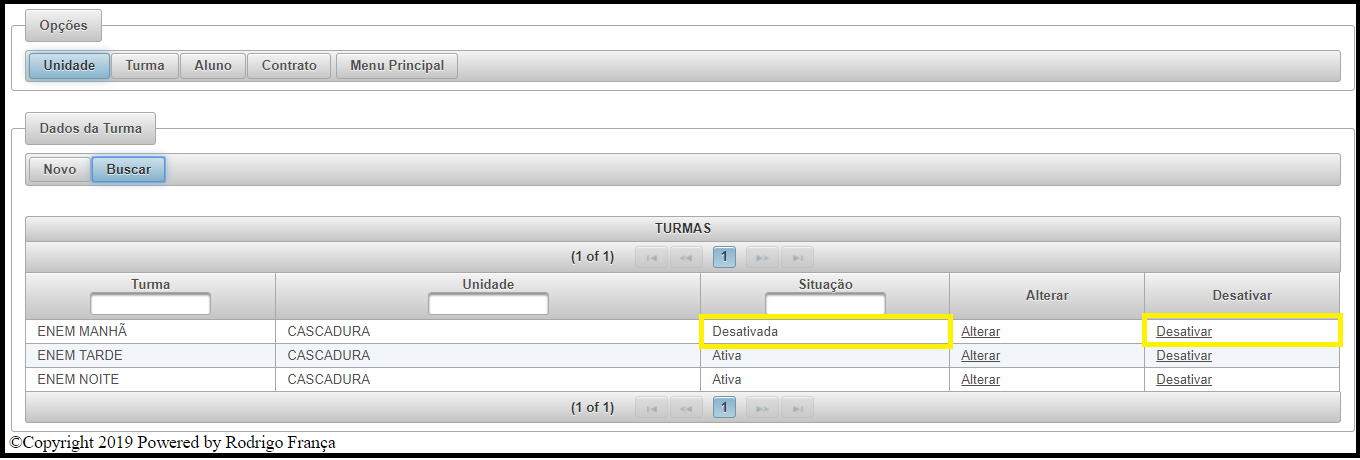 Opções
Unidade Turma Aluno Contrato Menu Principal
Dados da Turma
Novo Buscar
TURMAS
(1 of 1) 1
Turma Unidade Situação Alterar Desativar
ENEM MANHÃ CASCADURA Desativada Alterar Desativar
ENEM TARDE CASCADURA Ativa Alterar Desativar
ENEM NOITE CASCADURA Ativa Alterar Desativar
(1 of 1) 1
©Copyright 2019 Powered by Rodrigo França